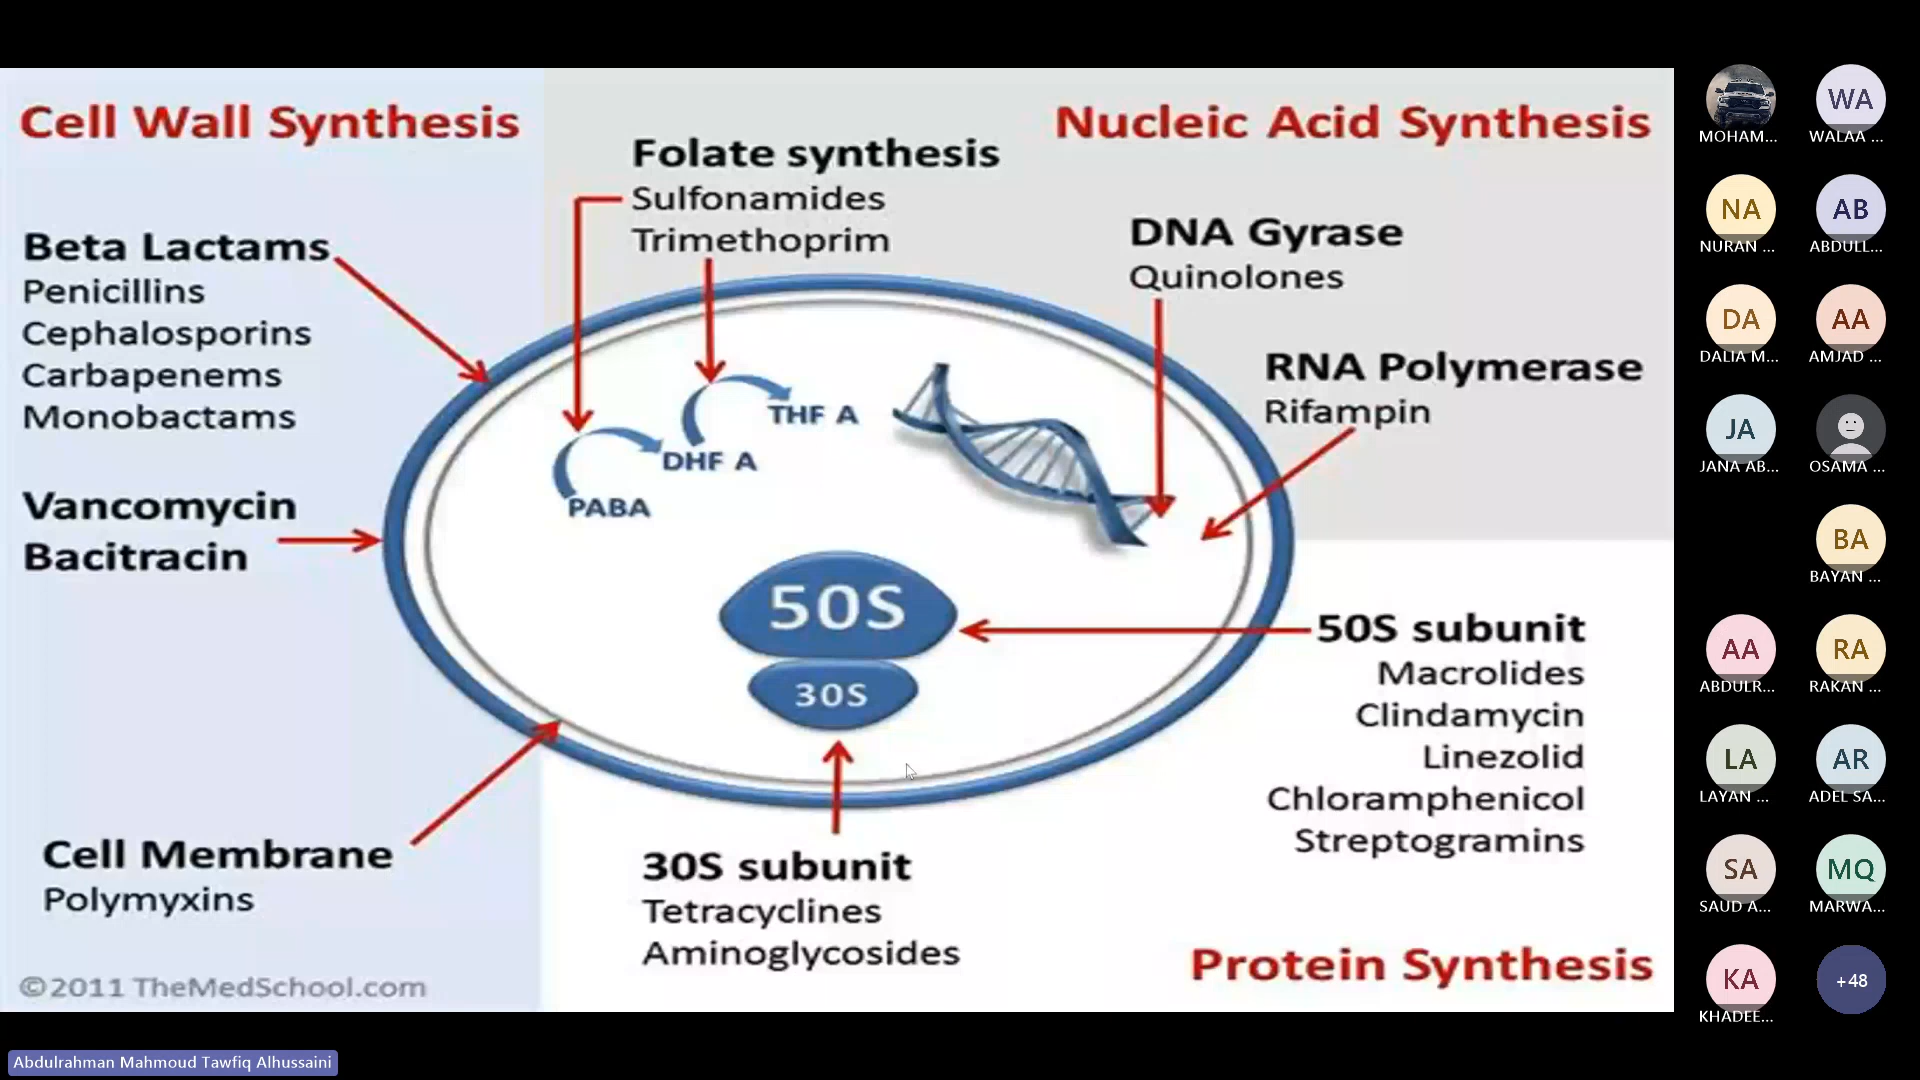 Cell Wall Synthesis
Beta Lactams
Penicillins
Cephalosporins
Carbapenems
Monobactams
Vancomycin
Bacitracin
Cell Membrane
Polymyxins
©2011 TheMedSchool.com
Nucleic Acid Synthesis
Folate synthesis
Sulfonamides
Trimethoprim
DNA Gyrase
Quinolones
RNA Polymerase
Rifampin
THF A
DHF A
PABA
50S
30S
50S subunit
Macrolides
Clindamycin
Linezolid
Chloramphenicol
Streptogramins
30S subunit
Tetracyclines
Aminoglycosides
Protein Synthesis
MOHAM...
WA
WALAA ...
NA
NURAN ...
AB
ABDULL...
DA
DALIA M...
AA
AMJAD ...
JA
JANA AB...
OSAMA ...
BA
BAYAN ...
AA
ABDULR...
RA
RAKAN ...
LA
LAYAN ...
AR
ADEL SA...
SA
SAUD A...
MQ
MARWA...
KA
KHADEE...
+48
Abdulrahman Mahmoud Tawfiq Alhussaini